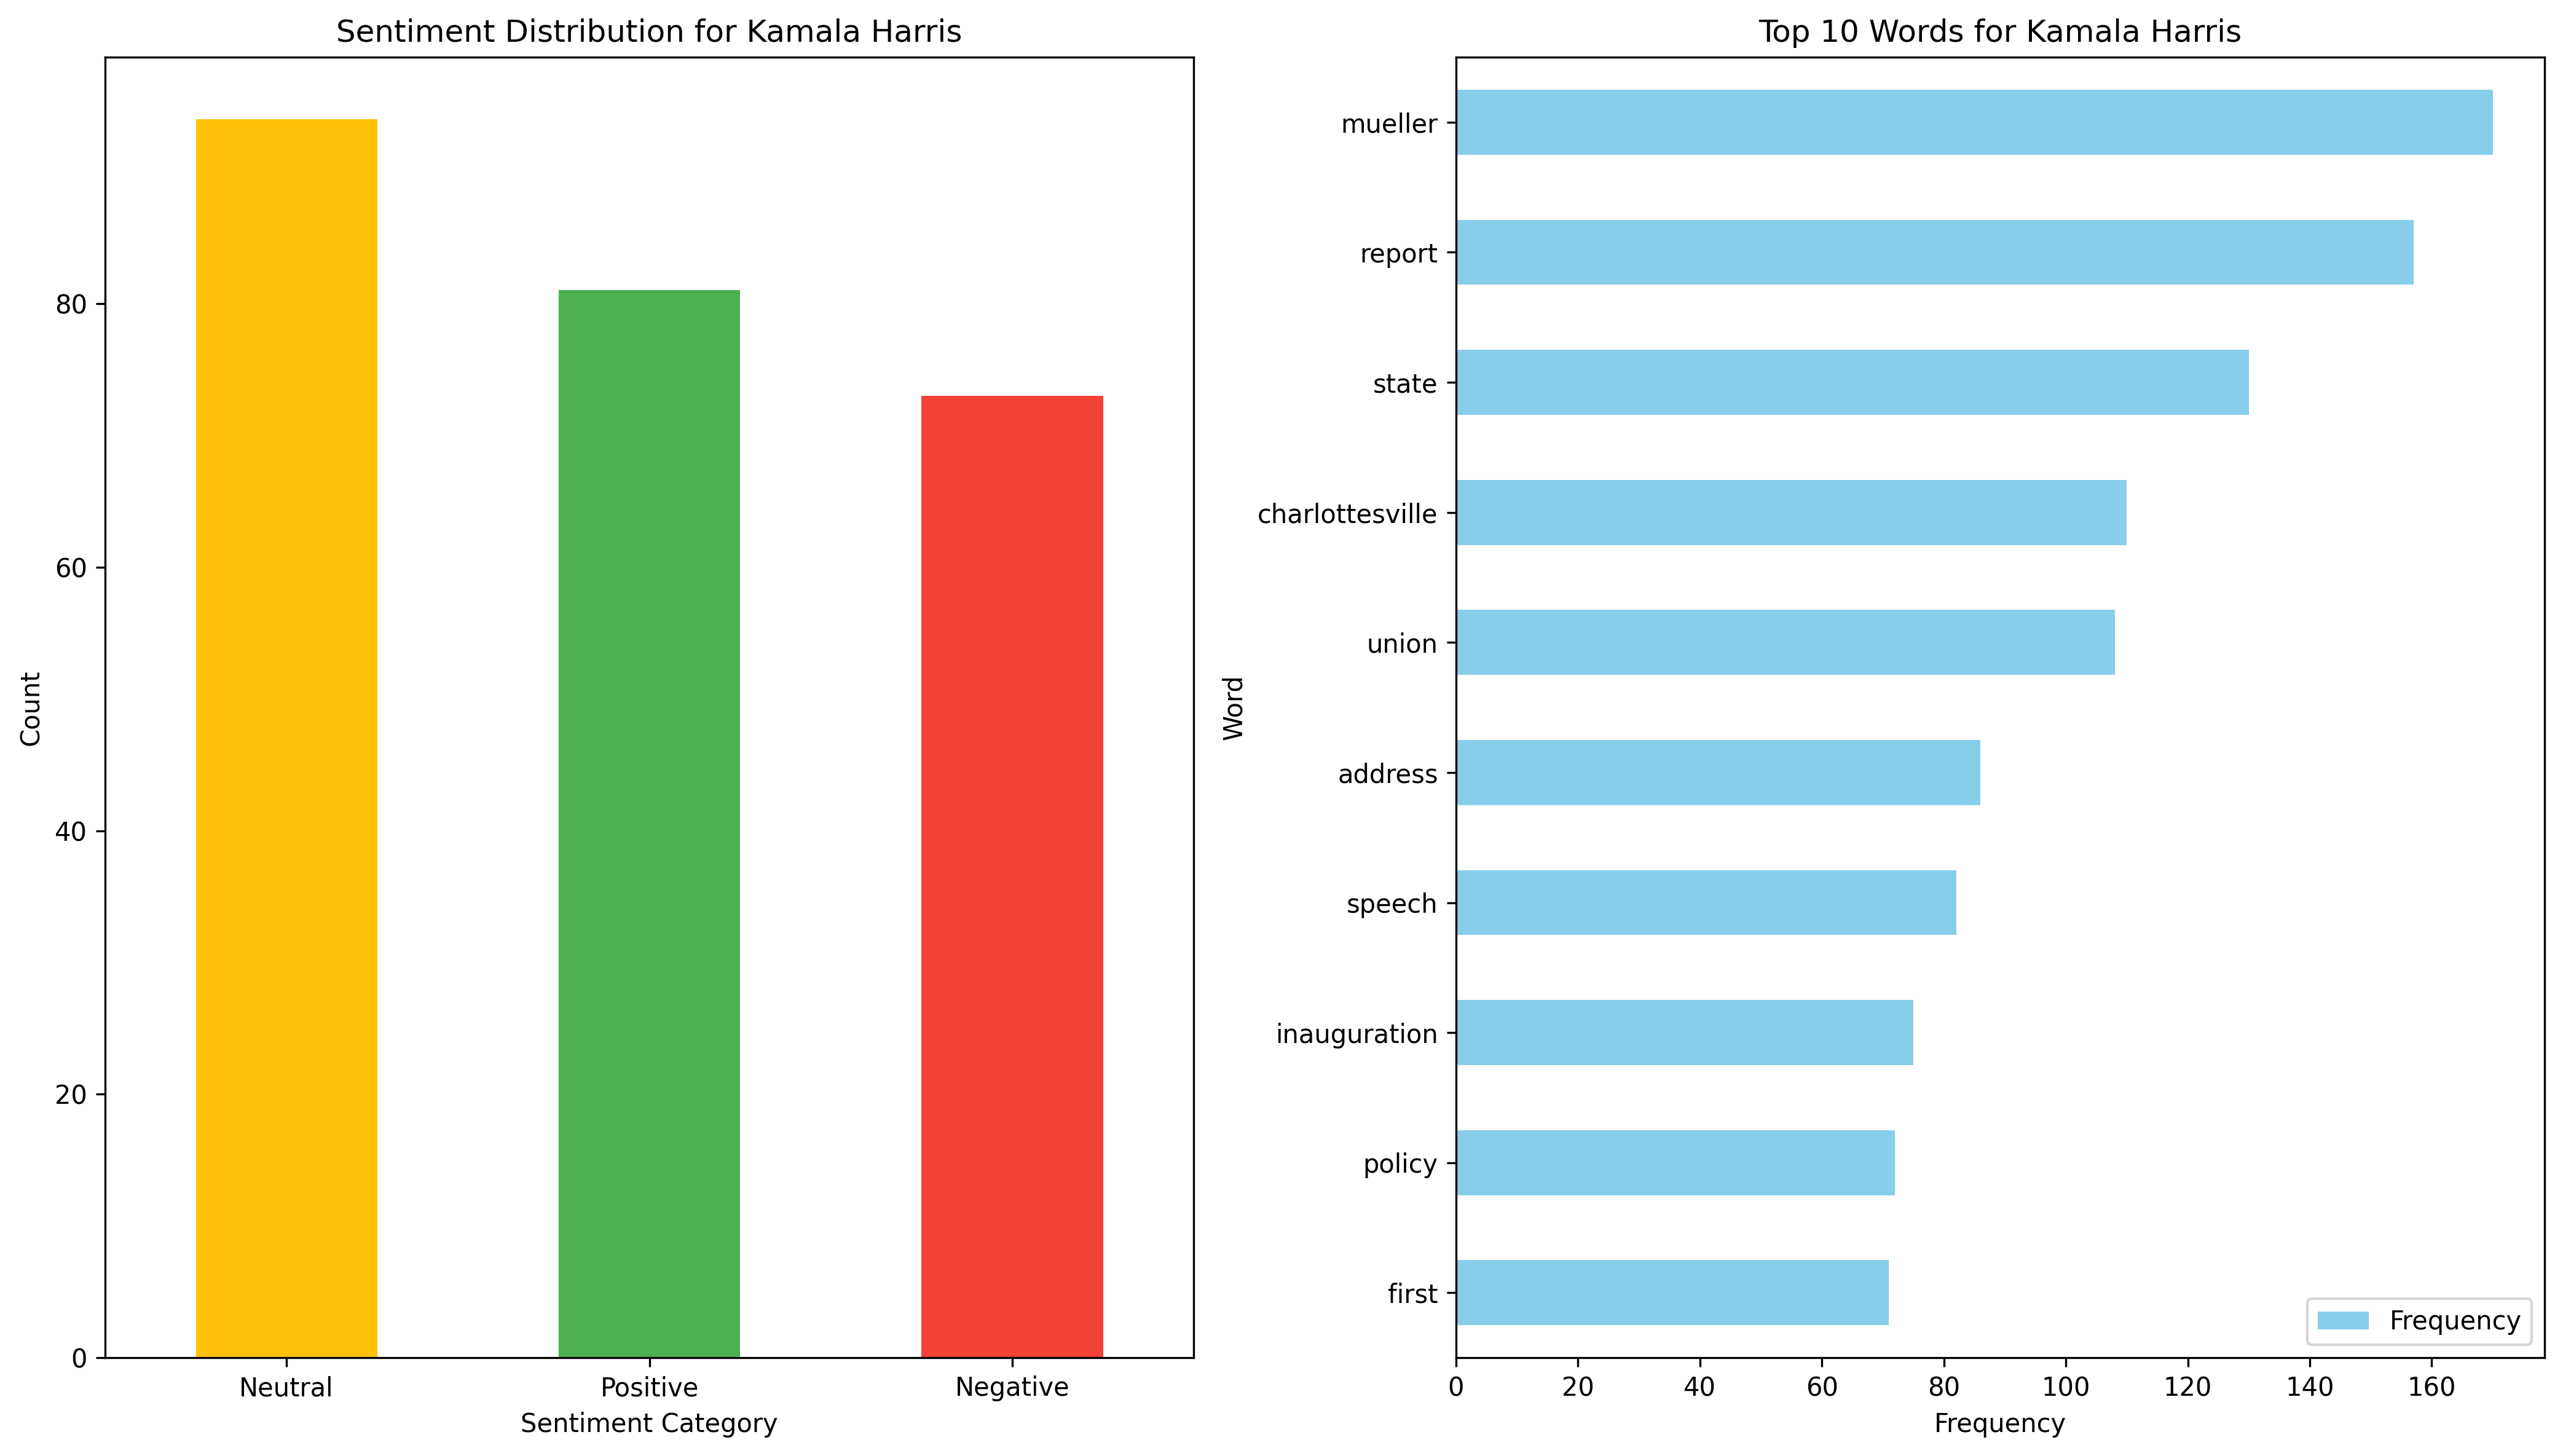 Sentiment Distribution for Kamala Harris
Count
80
60
40
20
0
Neutral
Positive
Negative
Sentiment Category
Top 10 Words for Kamala Harris
Word
mueller
report
state
charlottesville
union
address
speech
inauguration
policy
first
Frequency
0 20 40 60 80 100 120 140 160
Frequency